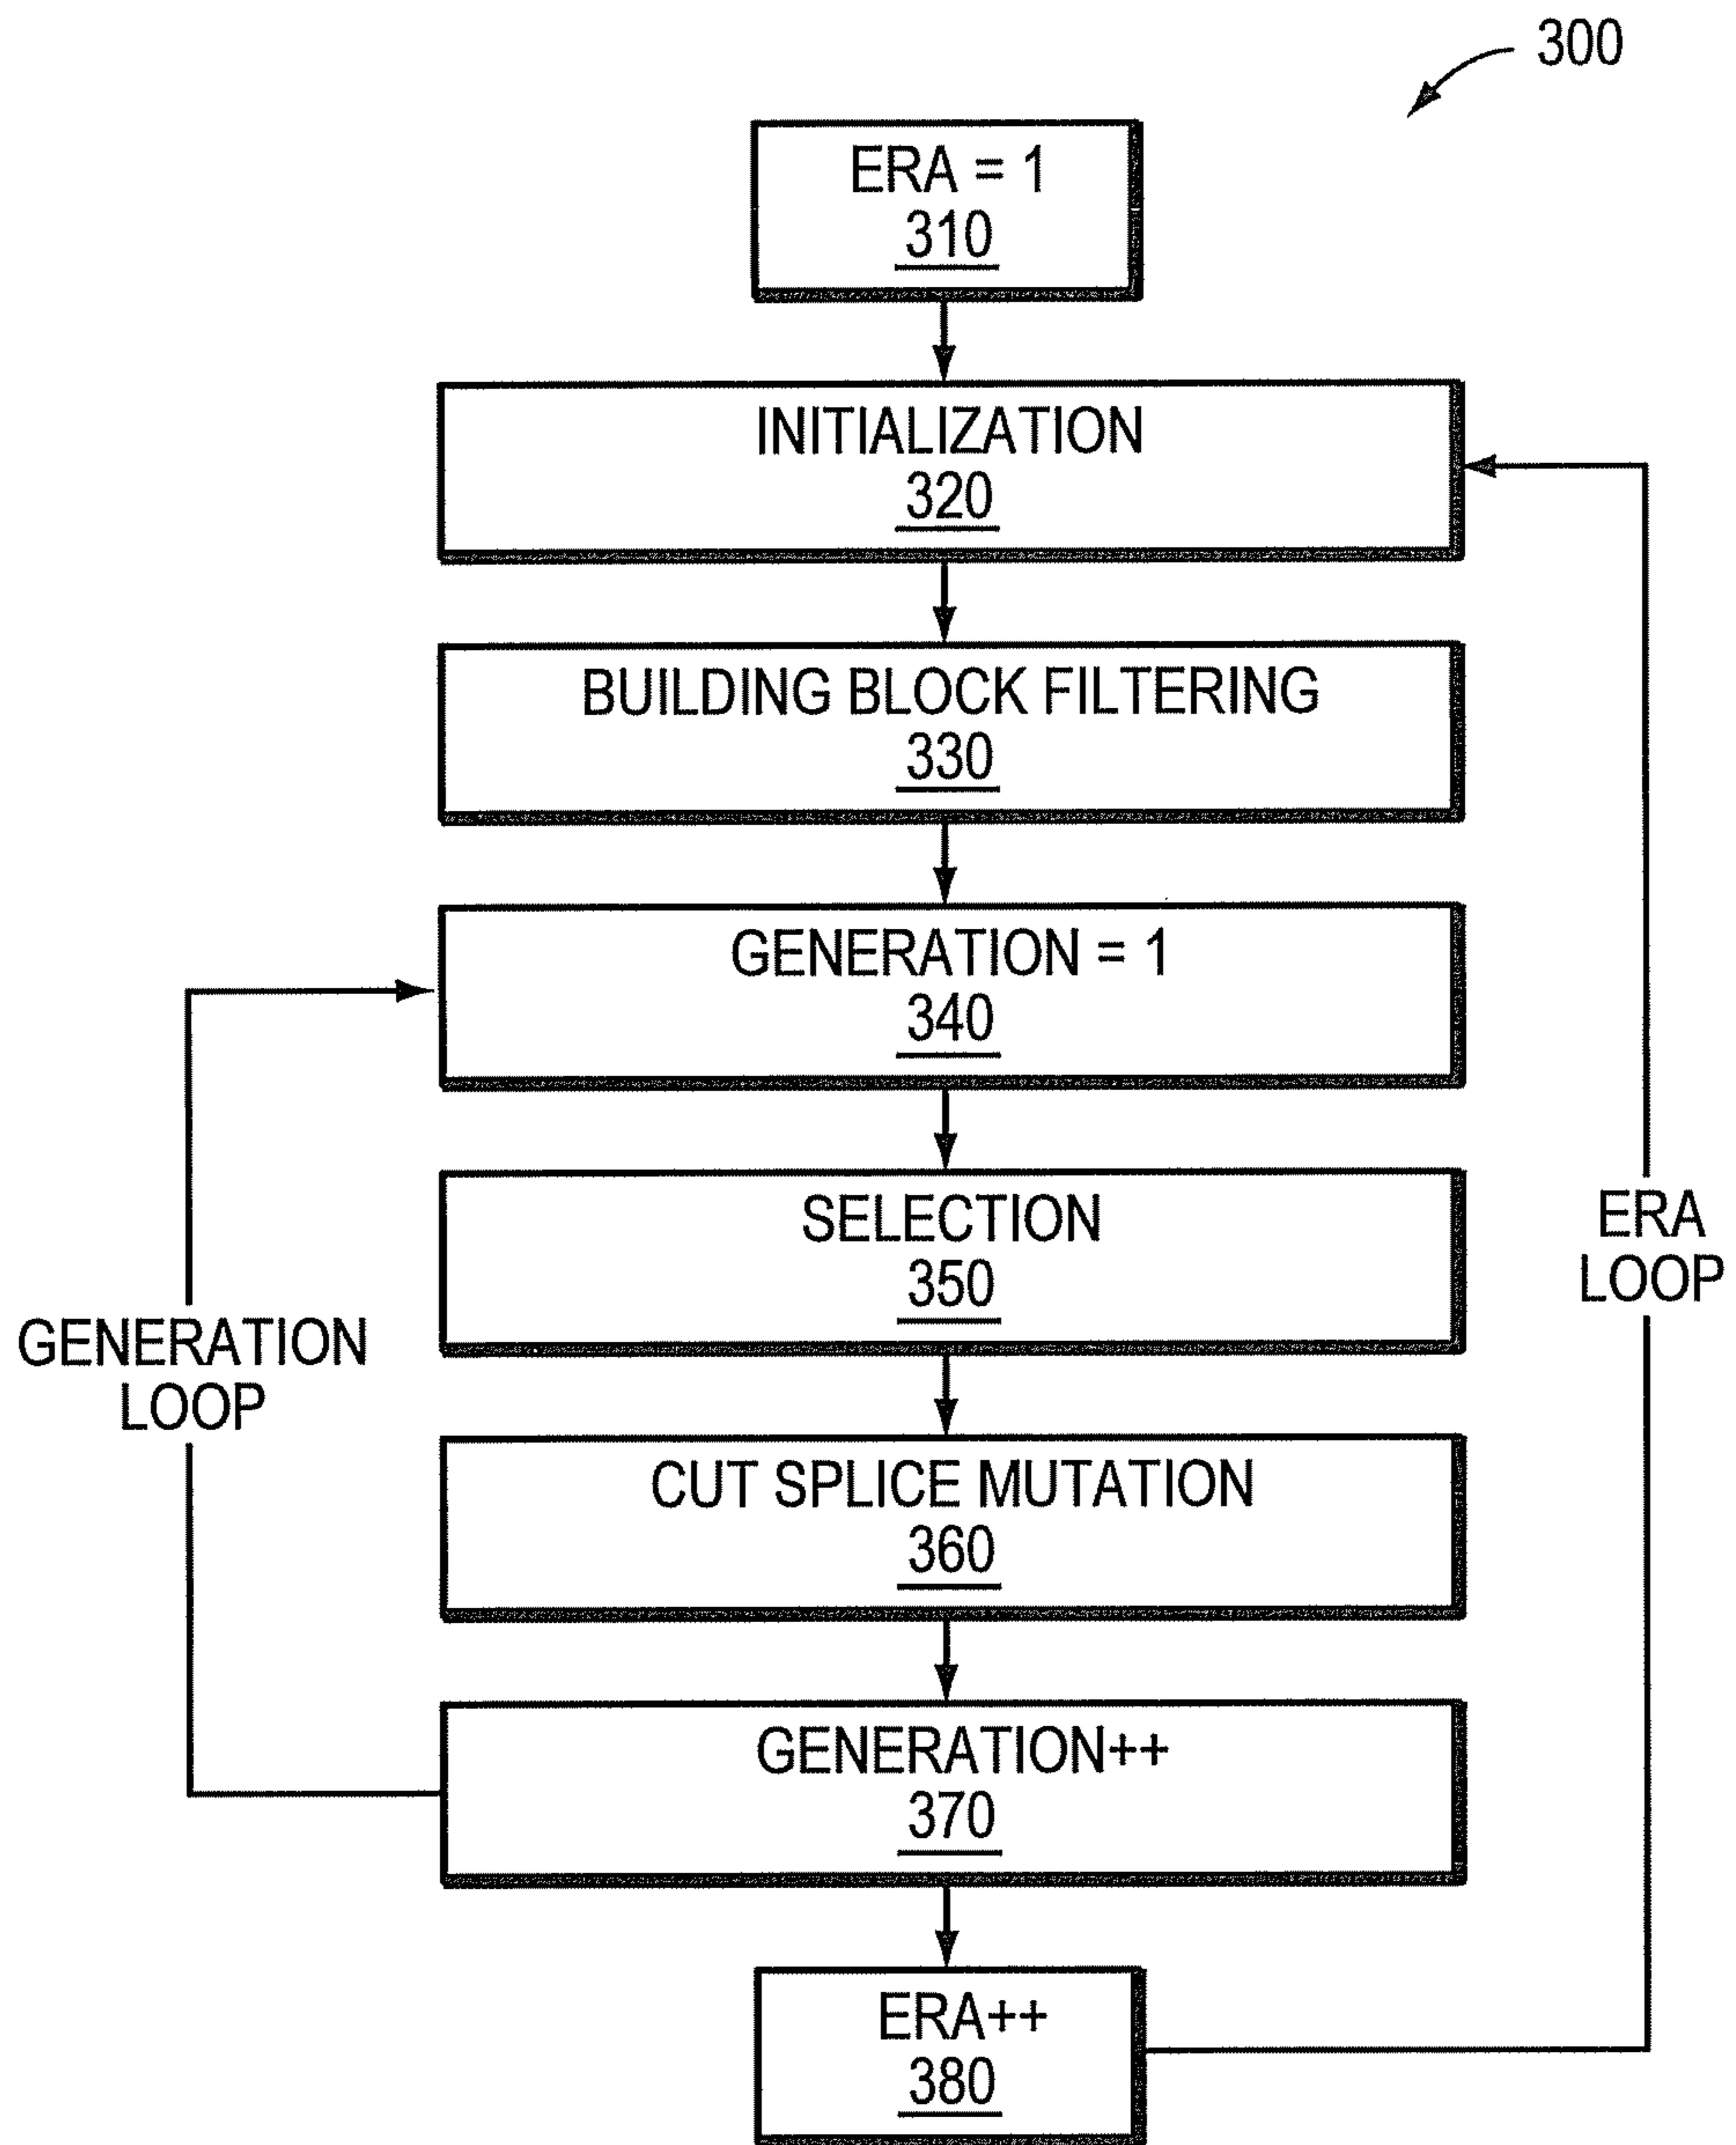 300
ERA = 1
310
INITIALIZATION
320
BUILDING BLOCK FILTERING
330
GENERATION = 1
340
SELECTION
350
ERA
LOOP
GENERATION
LOOP
CUT SPLICE MUTATION
360
GENERATION++
370
ERA++
380